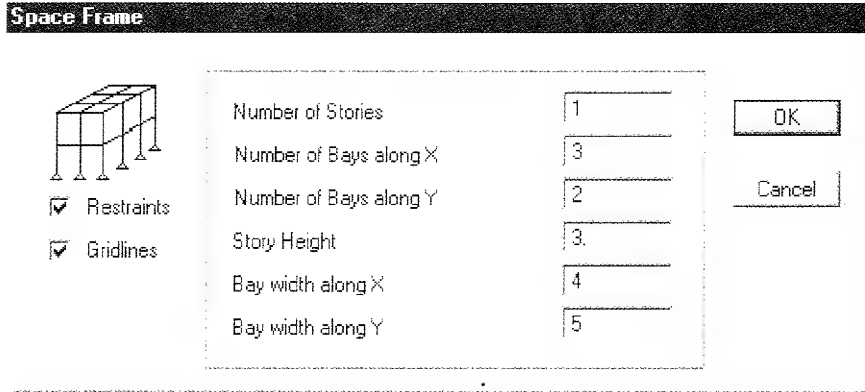 Space Frame
Number of Stories 1
Number of Bays along X 3
Number of Bays along Y 2
Story Height 3.
Bay width along X 4
Bay width along Y 5
Restraints
Gridlines
OK
Cancel